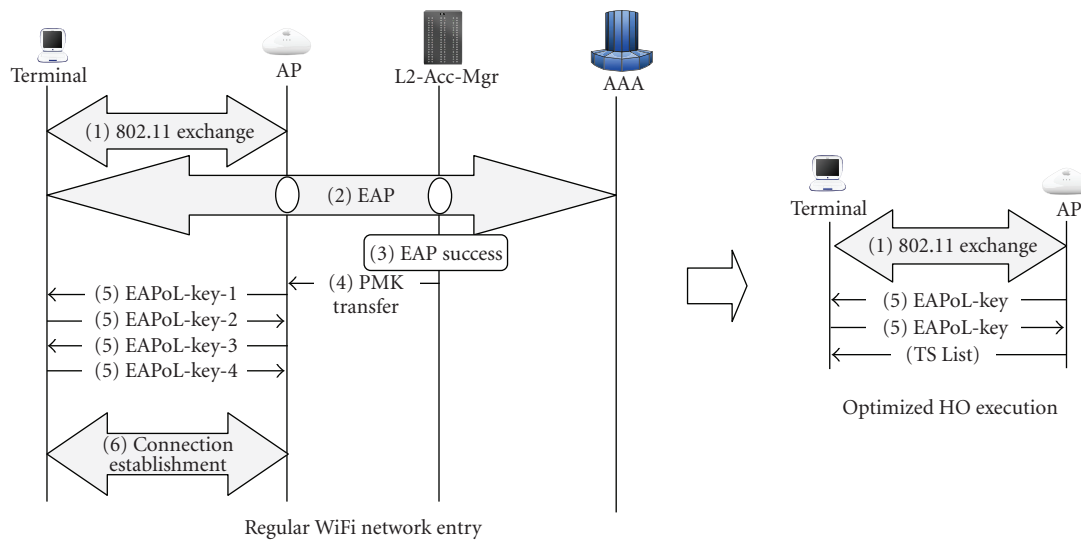 Terminal
AP
L2-Acc-Mgr
AAA
(1) 802.11 exchange
(2) EAP
(3) EAP success
(4) PMK
transfer
(5) EAPoL-key-1
(5) EAPoL-key-2
(5) EAPoL-key-3
(5) EAPoL-key-4
(6) Connection
establishment
Regular WiFi network entry
Terminal
AP
(1) 802.11 exchange
(5) EAPoL-key
(5) EAPoL-key
(TS List)
Optimized HO execution